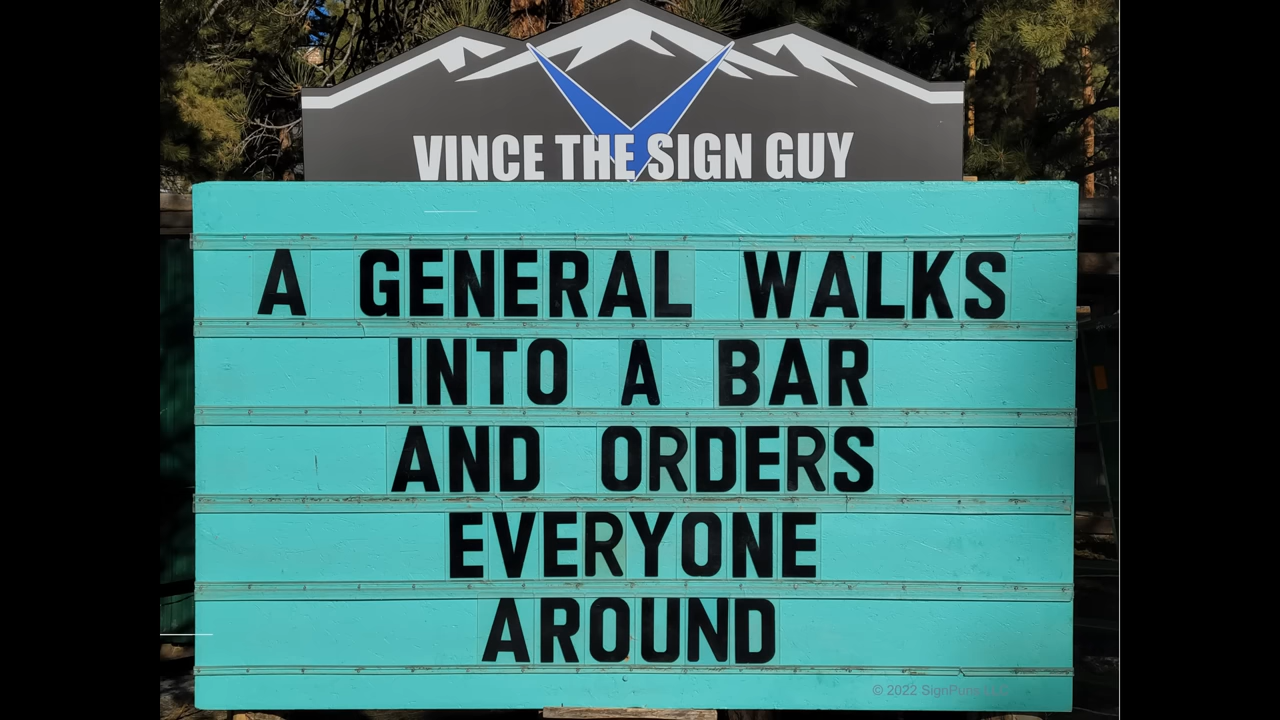 VINCE THE SIGN GUY
A GENERAL WALKS
INTO A BAR
AND ORDERS
EVERYONE
AROUND
© 2022 SignPuns LLC